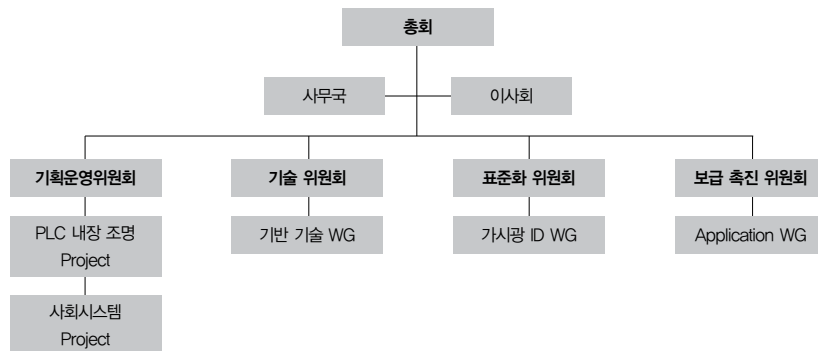 총회
사무국
이사회
기획운영위원회
기술 위원회
표준화 위원회
보급 촉진 위원회
PLC 내장 조명
Project
기반 기술 WG
가시광 ID WG
Application WG
사회시스템
Project